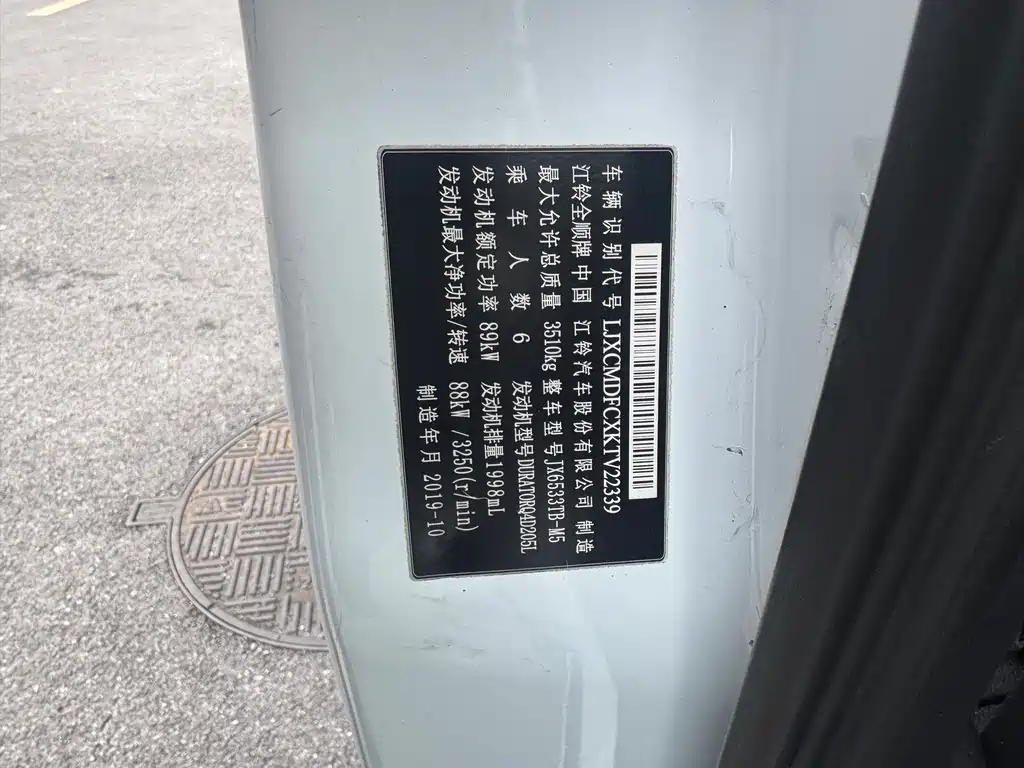 车辆识别代号 LJXCMDFCXKTV22339
江铃全顺牌 中国 江铃汽车股份有限公司 制造
最大允许总质量 3510kg 整车型号 JX6533TB-M5
乘车人数 6 发动机型号 DURATORQ4D205L
发动机额定功率 89kW 发动机排量 1998mL
发动机最大净功率/转速 88kW /3250(r/min)
制造年月 2019-10